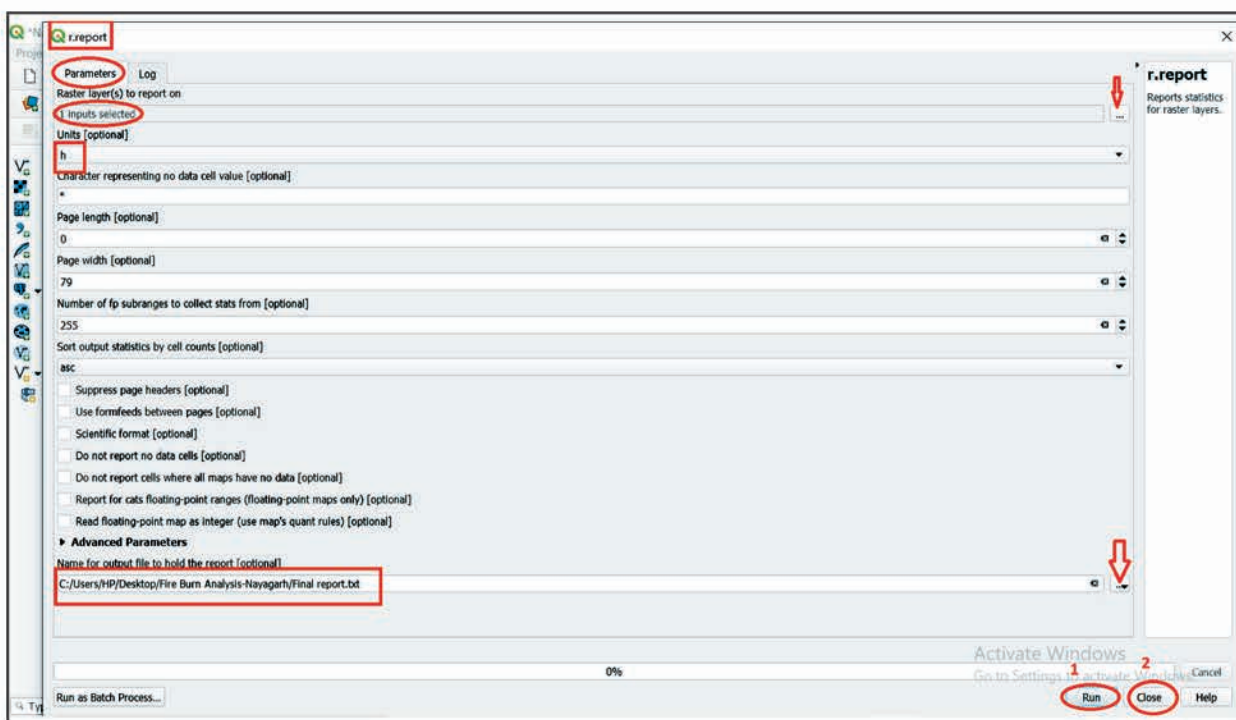 *N
r.report
Proje
Parameters
Log
r.report
Reports statistics
for raster layers.
Raster layer(s) to report on
1 inputs selected
...
Units [optional]
h
Character representing no data cell value [optional]
*
Page length [optional]
0
Page width [optional]
79
Number of fp subranges to collect stats from [optional]
255
Sort output statistics by cell counts [optional]
asc
Suppress page headers [optional]
Use formfeeds between pages [optional]
Scientific format [optional]
Do not report no data cells [optional]
Do not report cells where all maps have no data [optional]
Report for cats floating-point ranges (floating-point maps only) [optional]
Read floating-point map as integer (use map's quant rules) [optional]
Advanced Parameters
Name for output file to hold the report [optional]
C:/Users/HP/Desktop/Fire Burn Analysis-Nayagarh/Final report.txt
Activate Windows
0%
1
2
Go to Settings to activate Windows.
Cancel
Run as Batch Process...
Run
Close
Help
Ty